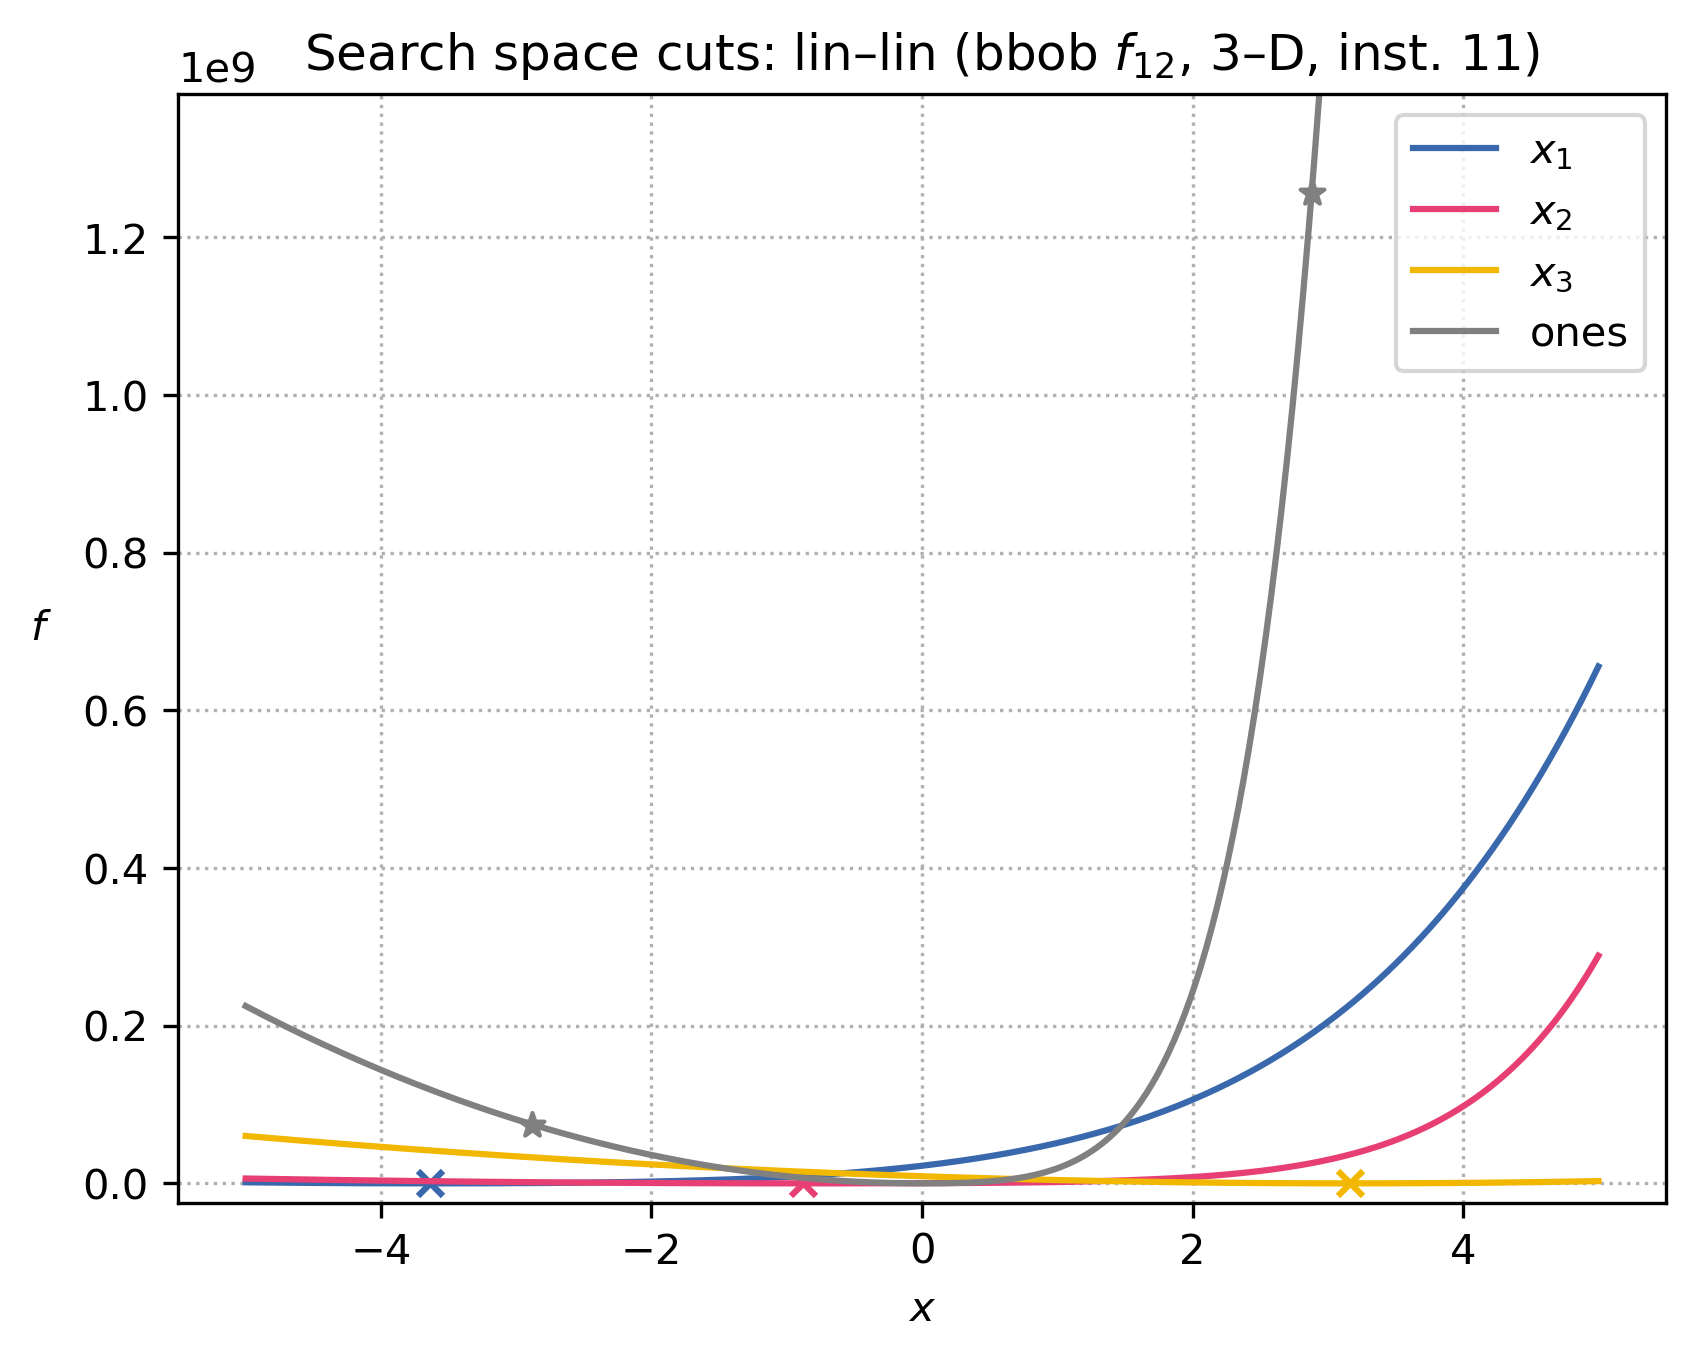 Search space cuts: lin–lin (bbob f12, 3–D, inst. 11)
1e9
x1
x2
x3
ones
1.2
1.0
0.8
0.6
0.4
0.2
0.0
f
−4 −2 0 2 4
x